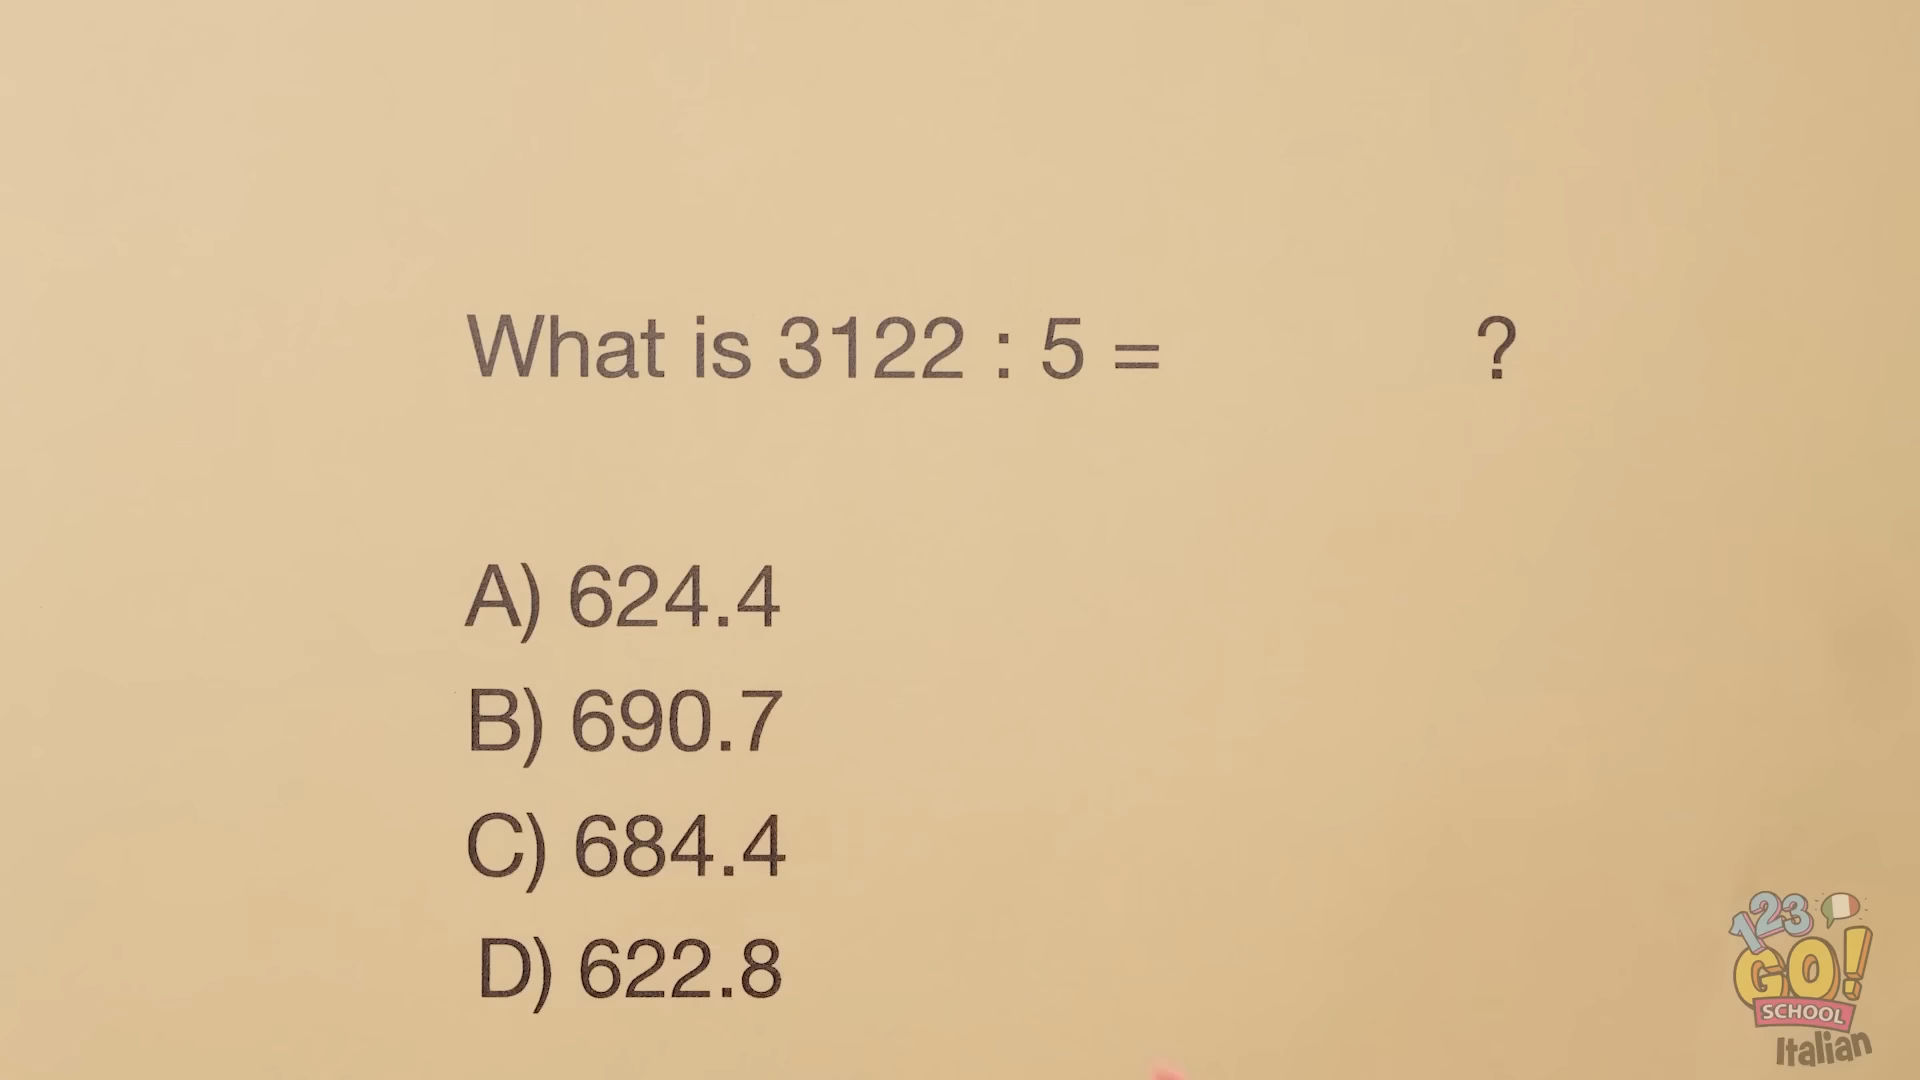 What is 3122 : 5 = ?
A) 624.4
B) 690.7
C) 684.4
D) 622.8
123
GO!
SCHOOL
Italian